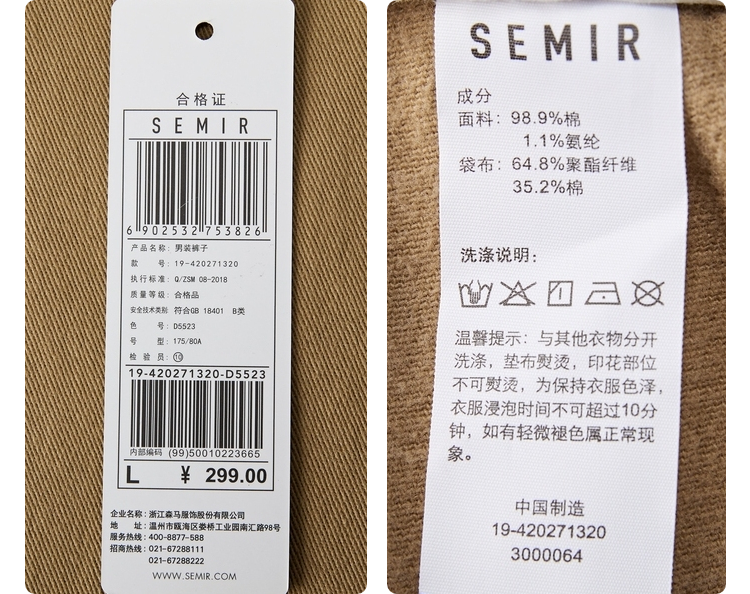 合格证
SEMIR
6 902532 753826
产品名称: 男装裤子
款 号: 19-420271320
执行标准: Q/ZSM 08-2018
质量等级: 合格品
安全技术类别: 符合GB 18401 B类
色 号: D5523
号 型: 175/80A
检 验 员: ⑩
19-420271320-D5523
内部编码 (99)50010223665
L ¥ 299.00
企业名称: 浙江森马服饰股份有限公司
地 址: 温州市瓯海区娄桥工业园南汇路98号
服务热线: 400-8877-588
招商热线: 021-67288111
021-67288222
WWW.SEMIR.COM
SEMIR
成分
面料: 98.9%棉
1.1%氨纶
袋布: 64.8%聚酯纤维
35.2%棉
洗涤说明:
温馨提示: 与其他衣物分开
洗涤, 垫布熨烫, 印花部位
不可熨烫, 为保持衣服色泽,
衣服浸泡时间不可超过10分
钟, 如有轻微褪色属正常现
象。
中国制造
19-420271320
3000064